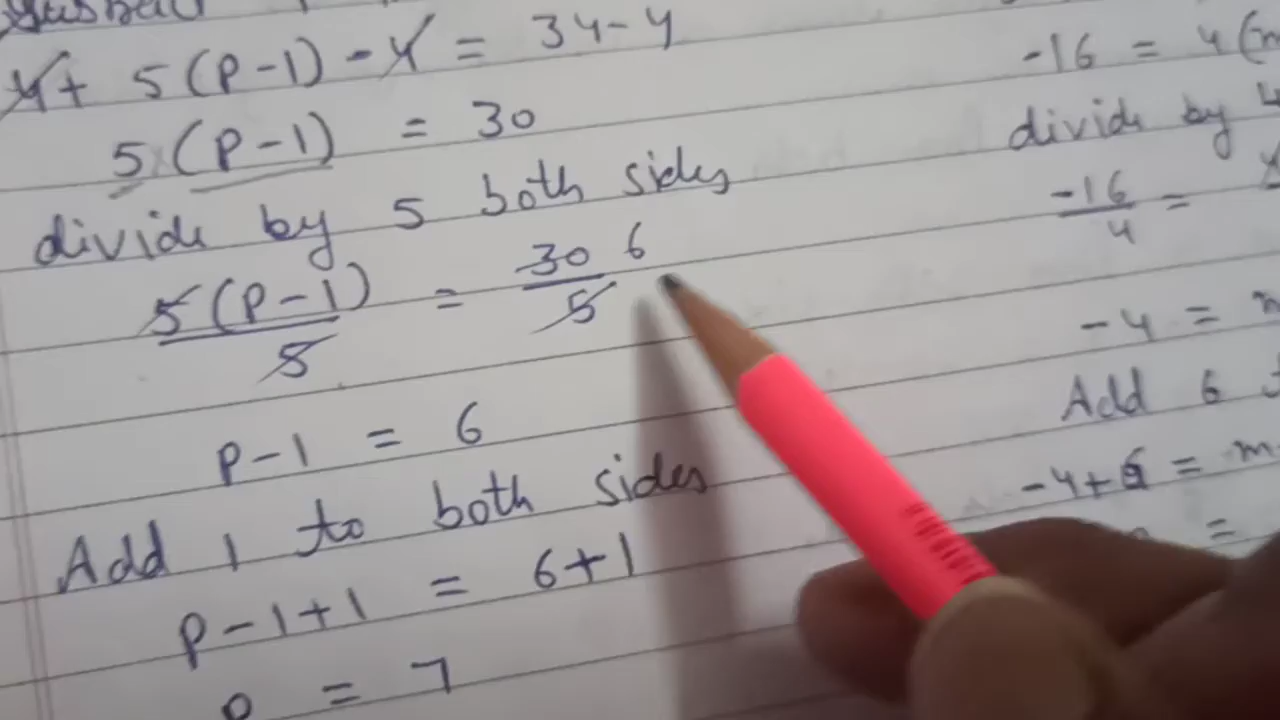 4+ 5(p-1)-4 = 34-4
5(p-1) = 30
divide by 5 both sides
5(p-1)/5 = 30/5 6
p-1 = 6
Add 1 to both sides
p-1+1 = 6+1
p = 7
-16 = 4(
divide by 4
-16/4 =
-4 =
Add 6
-4+6 = m
=